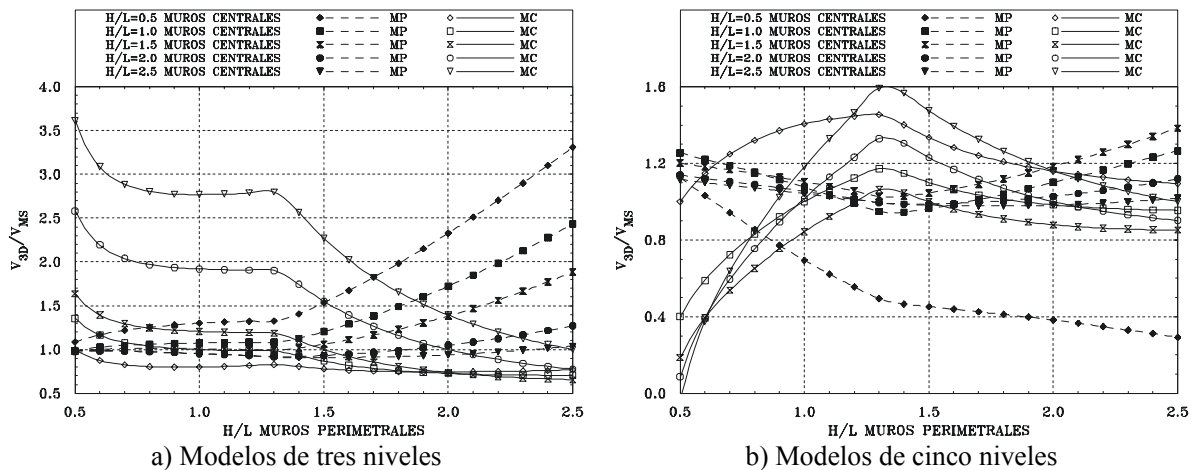 H/L=0.5 MUROS CENTRALES MP MC
H/L=1.0 MUROS CENTRALES MP MC
H/L=1.5 MUROS CENTRALES MP MC
H/L=2.0 MUROS CENTRALES MP MC
H/L=2.5 MUROS CENTRALES MP MC
4.0
3.5
3.0
2.5
2.0
1.5
1.0
0.5
V3D/VMS
0.5 1.0 1.5 2.0 2.5
H/L MUROS PERIMETRALES
a) Modelos de tres niveles
H/L=0.5 MUROS CENTRALES MP MC
H/L=1.0 MUROS CENTRALES MP MC
H/L=1.5 MUROS CENTRALES MP MC
H/L=2.0 MUROS CENTRALES MP MC
H/L=2.5 MUROS CENTRALES MP MC
1.6
1.2
0.8
0.4
0.0
V3D/VMS
0.5 1.0 1.5 2.0 2.5
H/L MUROS PERIMETRALES
b) Modelos de cinco niveles